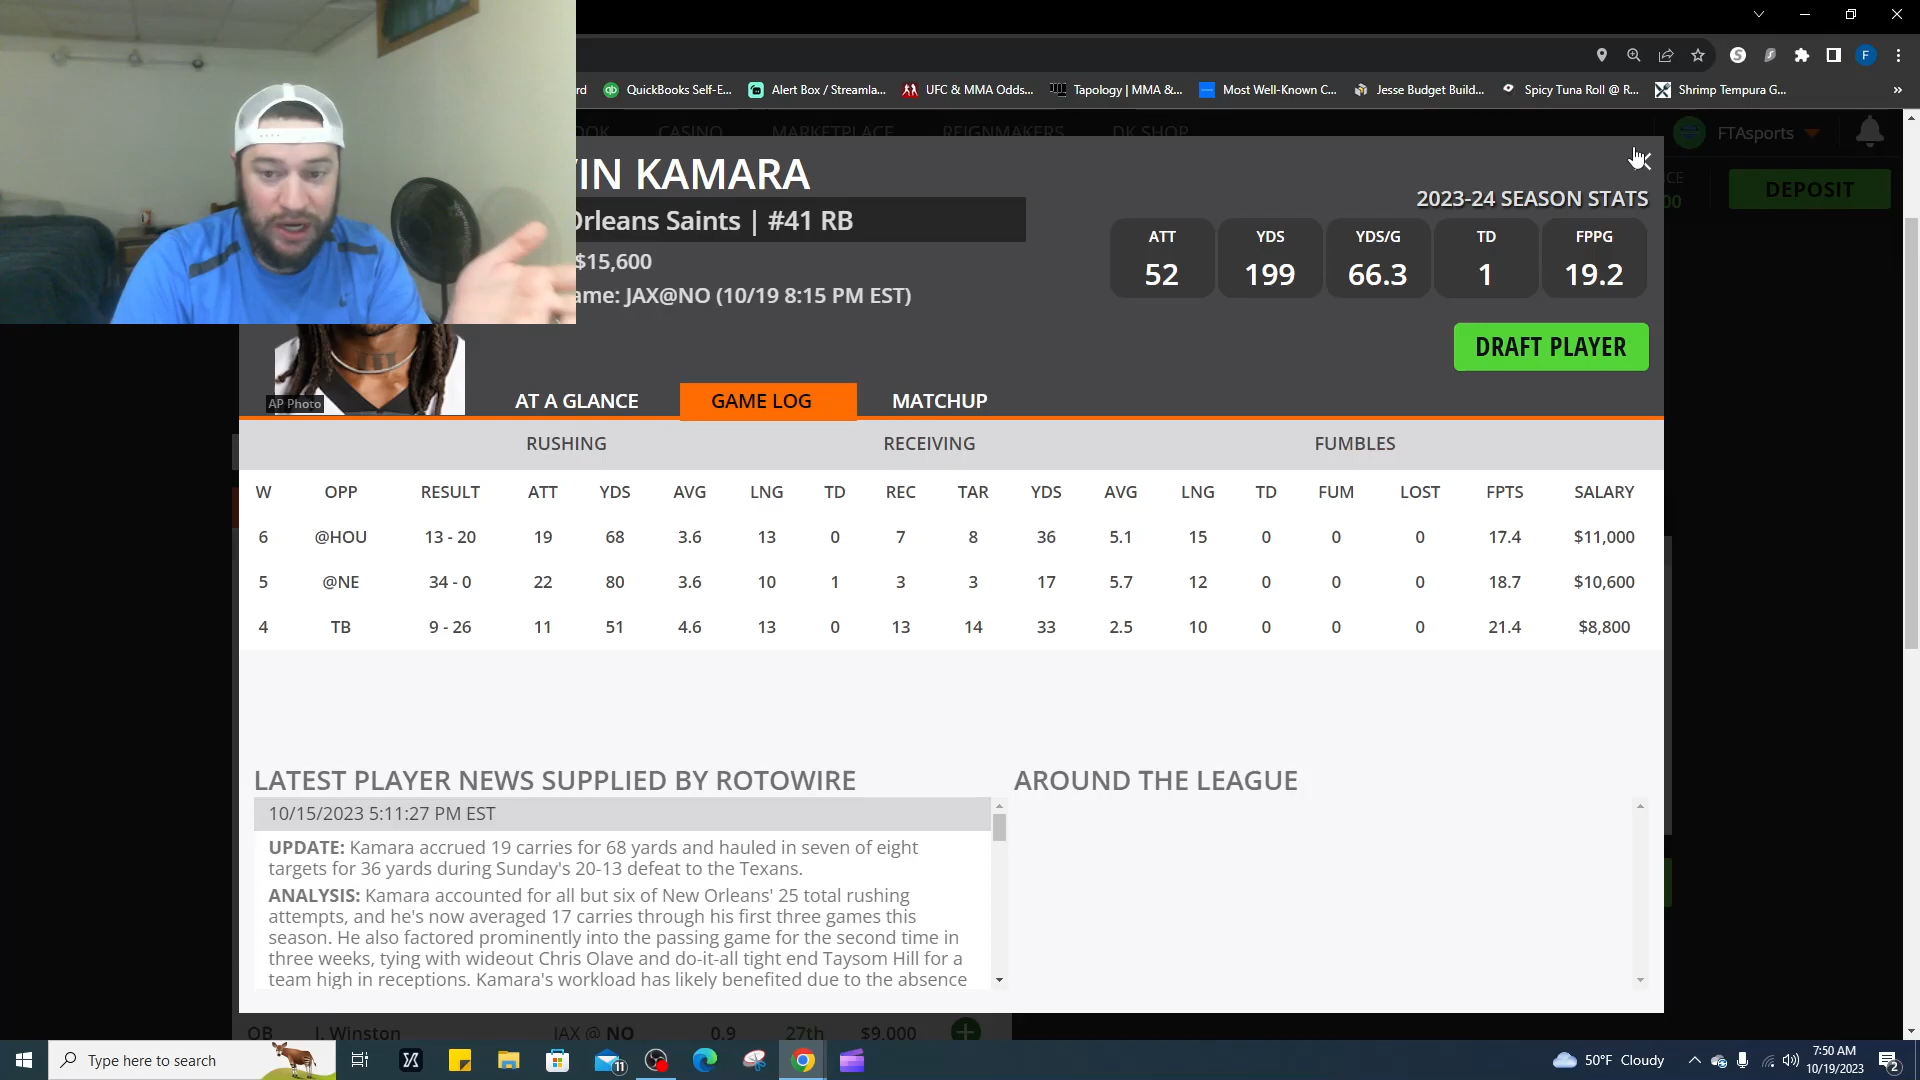 rd QuickBooks Self-E... Alert Box / Streamla... UFC & MMA Odds... Tapology | MMA &... Most Well-Known C... Jesse Budget Build... Spicy Tuna Roll @ R... Shrimp Tempura G... »
OOK CASINO MARKETPLACE REIGNMAKERS DK SHOP
FTAsports
VIN KAMARA
CE
00
DEPOSIT
2023-24 SEASON STATS
Orleans Saints | #41 RB
ATT YDS YDS/G TD FPPG
52 199 66.3 1 19.2
$15,600
ame: JAX@NO (10/19 8:15 PM EST)
DRAFT PLAYER
AP Photo
AT A GLANCE GAME LOG MATCHUP
RUSHING RECEIVING FUMBLES
W OPP RESULT ATT YDS AVG LNG TD REC TAR YDS AVG LNG TD FUM LOST FPTS SALARY
6 @HOU 13 - 20 19 68 3.6 13 0 7 8 36 5.1 15 0 0 0 17.4 $11,000
5 @NE 34 - 0 22 80 3.6 10 1 3 3 17 5.7 12 0 0 0 18.7 $10,600
4 TB 9 - 26 11 51 4.6 13 0 13 14 33 2.5 10 0 0 0 21.4 $8,800
LATEST PLAYER NEWS SUPPLIED BY ROTOWIRE
AROUND THE LEAGUE
10/15/2023 5:11:27 PM EST
UPDATE: Kamara accrued 19 carries for 68 yards and hauled in seven of eight
targets for 36 yards during Sunday's 20-13 defeat to the Texans.
ANALYSIS: Kamara accounted for all but six of New Orleans' 25 total rushing
attempts, and he's now averaged 17 carries through his first three games this
season. He also factored prominently into the passing game for the second time in
three weeks, tying with wideout Chris Olave and do-it-all tight end Taysom Hill for a
team high in receptions. Kamara's workload has likely benefited due to the absence
QB J. Winston JAX @ NO 0.9 27th $9,000
Type here to search
11
50°F Cloudy
7:50 AM
10/19/2023
2